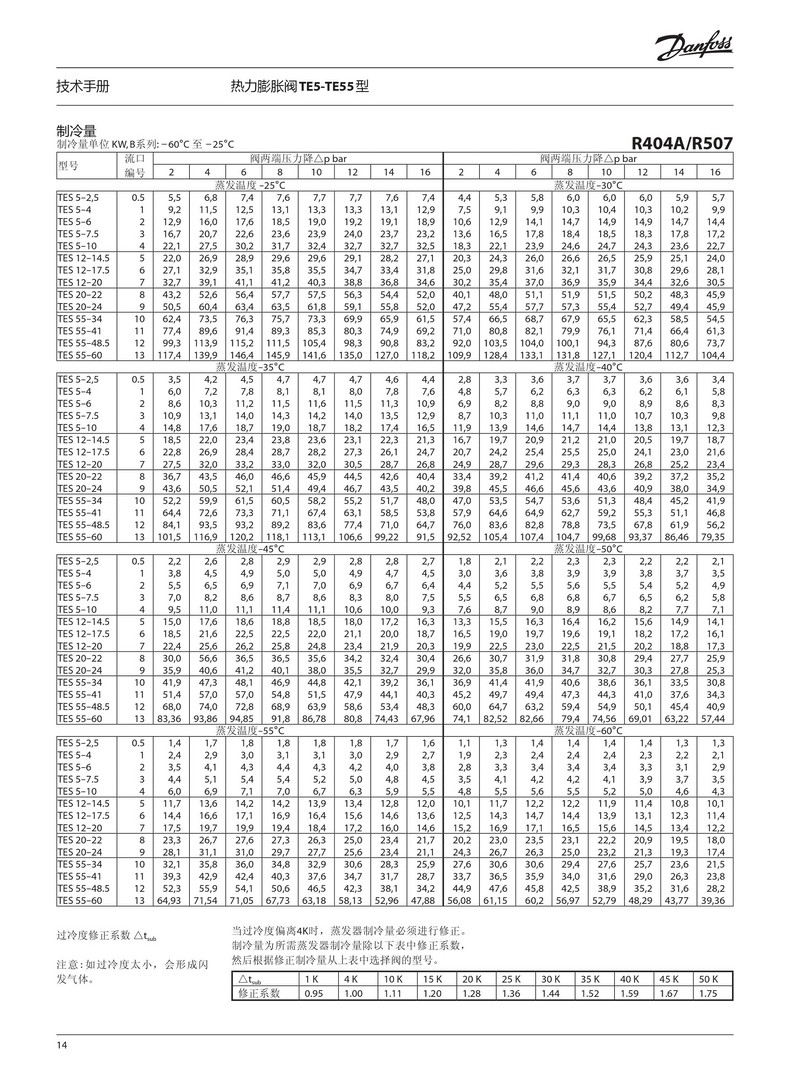 Danfoss
技术手册 热力膨胀阀TE5-TE55型
制冷量
制冷量单位 KW, B系列: −60°C 至 −25°C R404A/R507
型号 流口编号 阀两端压力降△p bar 阀两端压力降△p bar
2 4 6 8 10 12 14 16 2 4 6 8 10 12 14 16
蒸发温度 –25°C 蒸发温度–30°C
TES 5–2,5 0.5 5,5 6,8 7,4 7,6 7,7 7,7 7,6 7,4 4,4 5,3 5,8 6,0 6,0 6,0 5,9 5,7
TES 5–4 1 9,2 11,5 12,5 13,1 13,3 13,3 13,1 12,9 7,5 9,1 9,9 10,3 10,4 10,3 10,2 9,9
TES 5–6 2 12,9 16,0 17,6 18,5 19,0 19,2 19,1 18,9 10,6 12,9 14,1 14,7 14,9 14,9 14,7 14,4
TES 5–7.5 3 16,7 20,7 22,6 23,6 23,9 24,0 23,7 23,2 13,6 16,5 17,8 18,4 18,5 18,3 17,8 17,2
TES 5–10 4 22,1 27,5 30,2 31,7 32,4 32,7 32,7 32,5 18,3 22,1 23,9 24,6 24,7 24,3 23,6 22,7
TES 12–14.5 5 22,0 26,9 28,9 29,6 29,6 29,1 28,2 27,1 20,3 24,3 26,0 26,6 26,5 25,9 25,1 24,0
TES 12–17.5 6 27,1 32,9 35,1 35,8 35,5 34,7 33,4 31,8 25,0 29,8 31,6 32,1 31,7 30,8 29,6 28,1
TES 12–20 7 32,7 39,1 41,1 41,2 40,3 38,8 36,8 34,6 30,2 35,4 37,0 36,9 35,9 34,4 32,6 30,5
TES 20–22 8 43,2 52,6 56,4 57,7 57,5 56,3 54,4 52,0 40,1 48,0 51,1 51,9 51,5 50,2 48,3 45,9
TES 20–24 9 50,5 60,4 63,4 63,5 61,8 59,1 55,8 52,0 47,2 55,4 57,7 57,3 55,4 52,7 49,4 45,9
TES 55–34 10 62,4 73,5 76,3 75,7 73,3 69,9 65,9 61,5 57,4 66,5 68,7 67,9 65,5 62,3 58,5 54,5
TES 55–41 11 77,4 89,6 91,4 89,3 85,3 80,3 74,9 69,2 71,0 80,8 82,1 79,9 76,1 71,4 66,4 61,3
TES 55–48.5 12 99,3 113,9 115,2 111,5 105,4 98,3 90,8 83,2 92,0 103,5 104,0 100,1 94,3 87,6 80,6 73,7
TES 55–60 13 117,4 139,9 146,4 145,9 141,6 135,0 127,0 118,2 109,9 128,4 133,1 131,8 127,1 120,4 112,7 104,4
蒸发温度–35°C 蒸发温度–40°C
TES 5–2,5 0.5 3,5 4,2 4,5 4,7 4,7 4,7 4,6 4,4 2,8 3,3 3,6 3,7 3,7 3,6 3,6 3,4
TES 5–4 1 6,0 7,2 7,8 8,1 8,1 8,0 7,8 7,6 4,8 5,7 6,2 6,3 6,3 6,2 6,1 5,8
TES 5–6 2 8,6 10,3 11,2 11,5 11,6 11,5 11,3 10,9 6,9 8,2 8,8 9,0 9,0 8,9 8,6 8,3
TES 5–7.5 3 10,9 13,1 14,0 14,3 14,2 14,0 13,5 12,9 8,7 10,3 11,0 11,1 11,0 10,7 10,3 9,8
TES 5–10 4 14,8 17,6 18,7 19,0 18,7 18,2 17,4 16,5 11,9 13,9 14,6 14,7 14,4 13,8 13,1 12,3
TES 12–14.5 5 18,5 22,0 23,4 23,8 23,6 23,1 22,3 21,3 16,7 19,7 20,9 21,2 21,0 20,5 19,7 18,7
TES 12–17.5 6 22,8 26,9 28,4 28,7 28,2 27,3 26,1 24,7 20,7 24,2 25,4 25,5 25,0 24,1 23,0 21,6
TES 12–20 7 27,5 32,0 33,2 33,0 32,0 30,5 28,7 26,8 24,9 28,7 29,6 29,3 28,3 26,8 25,2 23,4
TES 20–22 8 36,7 43,5 46,0 46,6 45,9 44,5 42,6 40,4 33,4 39,2 41,2 41,4 40,6 39,2 37,2 35,2
TES 20–24 9 43,6 50,5 52,1 51,4 49,4 46,7 43,5 40,2 39,8 45,5 46,6 45,6 43,6 40,9 38,0 34,9
TES 55–34 10 52,2 59,9 61,5 60,5 58,2 55,2 51,7 48,0 47,0 53,5 54,7 53,6 51,3 48,4 45,2 41,9
TES 55–41 11 64,4 72,6 73,3 71,1 67,4 63,1 58,5 53,8 57,9 64,6 64,9 62,7 59,2 55,3 51,1 46,8
TES 55–48.5 12 84,1 93,5 93,2 89,2 83,6 77,4 71,0 64,7 76,0 83,6 82,8 78,8 73,5 67,8 61,9 56,2
TES 55–60 13 101,5 116,9 120,2 118,1 113,1 106,6 99,22 91,5 92,52 105,4 107,4 104,7 99,68 93,37 86,46 79,35
蒸发温度–45°C 蒸发温度–50°C
TES 5–2,5 0.5 2,2 2,6 2,8 2,9 2,9 2,8 2,8 2,7 1,8 2,1 2,2 2,3 2,3 2,2 2,2 2,1
TES 5–4 1 3,8 4,5 4,9 5,0 5,0 4,9 4,7 4,5 3,0 3,6 3,8 3,9 3,9 3,8 3,7 3,5
TES 5–6 2 5,5 6,5 6,9 7,1 7,0 6,9 6,7 6,4 4,4 5,2 5,5 5,6 5,5 5,4 5,2 4,9
TES 5–7.5 3 7,0 8,2 8,6 8,7 8,6 8,3 8,0 7,5 5,5 6,5 6,8 6,8 6,7 6,5 6,2 5,8
TES 5–10 4 9,5 11,0 11,1 11,4 11,1 10,6 10,0 9,3 7,6 8,7 9,0 8,9 8,6 8,2 7,7 7,1
TES 12–14.5 5 15,0 17,6 18,6 18,8 18,5 18,0 17,2 16,3 13,3 15,5 16,3 16,4 16,2 15,6 14,9 14,1
TES 12–17.5 6 18,5 21,6 22,5 22,5 22,0 21,1 20,0 18,7 16,5 19,0 19,7 19,6 19,1 18,2 17,2 16,1
TES 12–20 7 22,4 25,6 26,2 25,8 24,8 23,4 21,9 20,3 19,9 22,5 23,0 22,5 21,5 20,2 18,8 17,3
TES 20–22 8 30,0 56,6 36,5 36,5 35,6 34,2 32,4 30,4 26,6 30,7 31,9 31,8 30,8 29,4 27,7 25,9
TES 20–24 9 35,9 40,6 41,2 40,1 38,0 35,5 32,7 29,9 32,0 35,8 36,0 34,7 32,7 30,3 27,8 25,3
TES 55–34 10 41,9 47,3 48,1 46,9 44,8 42,1 39,2 36,1 36,9 41,4 41,9 40,6 38,6 36,1 33,5 30,8
TES 55–41 11 51,4 57,0 57,0 54,8 51,5 47,9 44,1 40,3 45,2 49,7 49,4 47,3 44,3 41,0 37,6 34,3
TES 55–48.5 12 68,0 74,0 72,8 68,9 63,9 58,6 53,4 48,3 60,0 64,7 63,2 59,4 54,9 50,1 45,4 40,9
TES 55–60 13 83,36 93,86 94,85 91,8 86,78 80,8 74,43 67,96 74,1 82,52 82,66 79,4 74,56 69,01 63,22 57,44
蒸发温度–55°C 蒸发温度–60°C
TES 5–2,5 0.5 1,4 1,7 1,8 1,8 1,8 1,8 1,7 1,6 1,1 1,3 1,4 1,4 1,4 1,4 1,3 1,3
TES 5–4 1 2,4 2,9 3,0 3,1 3,1 3,0 2,9 2,7 1,9 2,3 2,4 2,4 2,4 2,3 2,2 2,1
TES 5–6 2 3,5 4,1 4,3 4,4 4,3 4,2 4,0 3,8 2,8 3,3 3,4 3,4 3,4 3,3 3,1 2,9
TES 5–7.5 3 4,4 5,1 5,4 5,4 5,2 5,0 4,8 4,5 3,5 4,1 4,2 4,2 4,1 3,9 3,7 3,5
TES 5–10 4 6,0 6,9 7,1 7,0 6,7 6,3 5,9 5,5 4,8 5,5 5,6 5,5 5,2 5,0 4,6 4,3
TES 12–14.5 5 11,7 13,6 14,2 14,2 13,9 13,4 12,8 12,0 10,1 11,7 12,2 12,2 11,9 11,4 10,8 10,1
TES 12–17.5 6 14,4 16,6 17,1 16,9 16,4 15,6 14,6 13,6 12,5 14,3 14,7 14,4 13,9 13,1 12,3 11,4
TES 12–20 7 17,5 19,7 19,9 19,4 18,4 17,2 16,0 14,6 15,2 16,9 17,1 16,5 15,6 14,5 13,4 12,2
TES 20–22 8 23,3 26,7 27,6 27,3 26,3 25,0 23,4 21,7 20,2 23,0 23,5 23,1 22,2 20,9 19,5 18,0
TES 20–24 9 28,1 31,1 31,0 29,7 27,7 25,6 23,4 21,1 24,3 26,7 26,3 25,0 23,2 21,3 19,3 17,4
TES 55–34 10 32,1 35,8 36,0 34,8 32,9 30,6 28,3 25,9 27,6 30,6 30,6 29,4 27,6 25,7 23,6 21,5
TES 55–41 11 39,3 42,9 42,4 40,3 37,6 34,7 31,7 28,7 33,7 36,5 35,9 34,0 31,6 29,0 26,3 23,8
TES 55–48.5 12 52,3 55,9 54,1 50,6 46,5 42,3 38,1 34,2 44,9 47,6 45,8 42,5 38,9 35,2 31,6 28,2
TES 55–60 13 64,93 71,54 71,05 67,73 63,18 58,13 52,96 47,88 56,08 61,15 60,2 56,97 52,79 48,29 43,77 39,36
过冷度修正系数 △tsub
注意:如过冷度太小，会形成闪
发气体。
当过冷度偏离4K时，蒸发器制冷量必须进行修正。
制冷量为所需蒸发器制冷量除以下表中修正系数，
然后根据修正制冷量从上表中选择阀的型号。
△tsub 1 K 4 K 10 K 15 K 20 K 25 K 30 K 35 K 40 K 45 K 50 K
修正系数 0.95 1.00 1.11 1.20 1.28 1.36 1.44 1.52 1.59 1.67 1.75
14